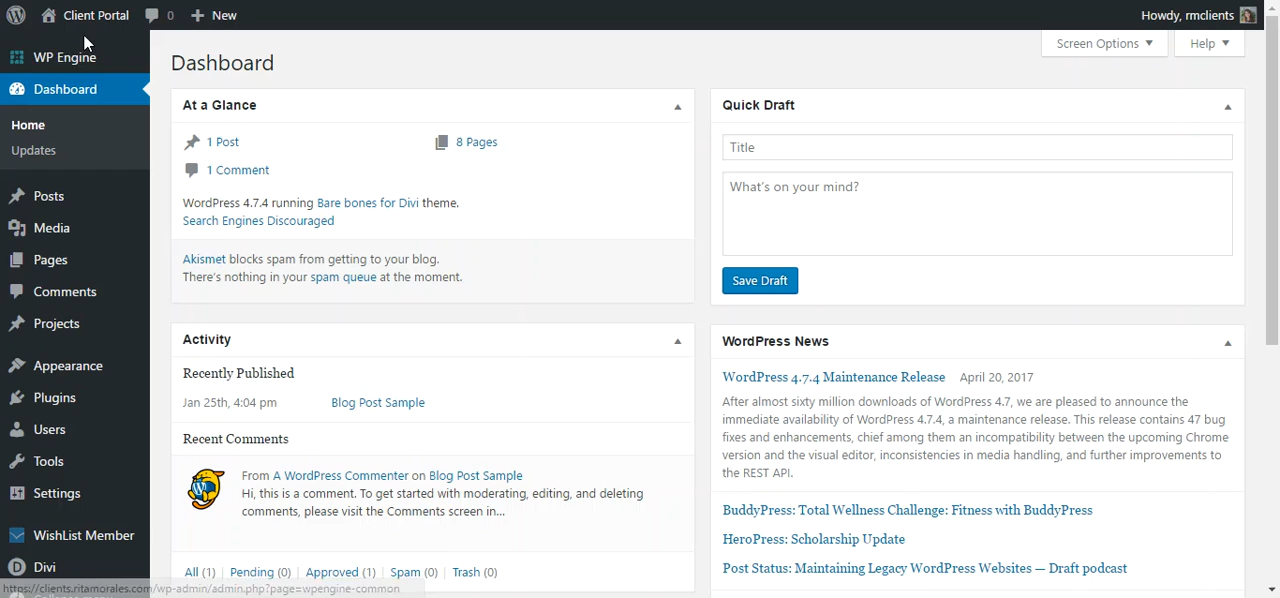 Client Portal 0 New Howdy, rmclients
WP Engine
Dashboard
Home
Updates
Posts
Media
Pages
Comments
Projects
Appearance
Plugins
Users
Tools
Settings
WishList Member
Divi
https://clients.ritamorales.com/wp-admin/admin.php?page=wpengine-common
Screen Options ▼ Help ▼
Dashboard
At a Glance
1 Post 8 Pages
1 Comment
WordPress 4.7.4 running Bare bones for Divi theme.
Search Engines Discouraged
Akismet blocks spam from getting to your blog.
There's nothing in your spam queue at the moment.
Activity
Recently Published
Jan 25th, 4:04 pm Blog Post Sample
Recent Comments
From A WordPress Commenter on Blog Post Sample
Hi, this is a comment. To get started with moderating, editing, and deleting
comments, please visit the Comments screen in...
All (1) | Pending (0) | Approved (1) | Spam (0) | Trash (0)
Quick Draft
Title
What's on your mind?
Save Draft
WordPress News
WordPress 4.7.4 Maintenance Release April 20, 2017
After almost sixty million downloads of WordPress 4.7, we are pleased to announce the
immediate availability of WordPress 4.7.4, a maintenance release. This release contains 47 bug
fixes and enhancements, chief among them an incompatibility between the upcoming Chrome
version and the visual editor, inconsistencies in media handling, and further improvements to
the REST API.
BuddyPress: Total Wellness Challenge: Fitness with BuddyPress
HeroPress: Scholarship Update
Post Status: Maintaining Legacy WordPress Websites — Draft podcast